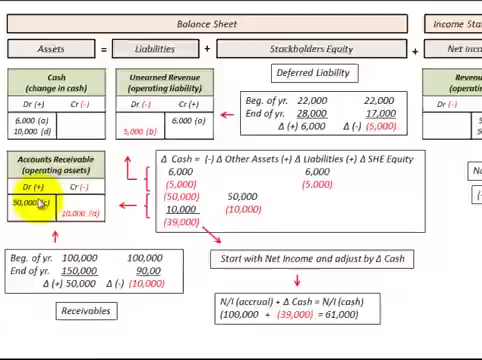 Balance Sheet
Income Sta
Assets = Liabilities + Stockholders Equity + Net Inco
Deferred Liability
Cash
(change in cash)
Dr (+) Cr (-)
6,000 (a)
10,000 (d)
Unearned Revenue
(operating liability)
Dr (-) Cr (+)
6,000 (a)
5,000 (b)
Beg. of yr. 22,000 22,000
End of yr. 28,000 17,000
Δ (+) 6,000 Δ (-) (5,000)
Revenu
(operatin
Dr (-)
Accounts Receivable
(operating assets)
Dr (+) Cr (-)
50,000 (c)
10,000 (d)
Δ Cash = (-) Δ Other Assets (+) Δ Liabilities (+) Δ SHE Equity
6,000 6,000
(5,000) (5.000)
(50,000) 50,000
10,000 (10,000)
(39,000)
Beg. of yr. 100,000 100,000
End of yr. 150,000 90,00
Δ (+) 50,000 Δ (-) (10,000)
Receivables
Start with Net Income and adjust by Δ Cash
N/I (accrual) + Δ Cash = N/I (cash)
(100,000 + (39,000) = 61,000)